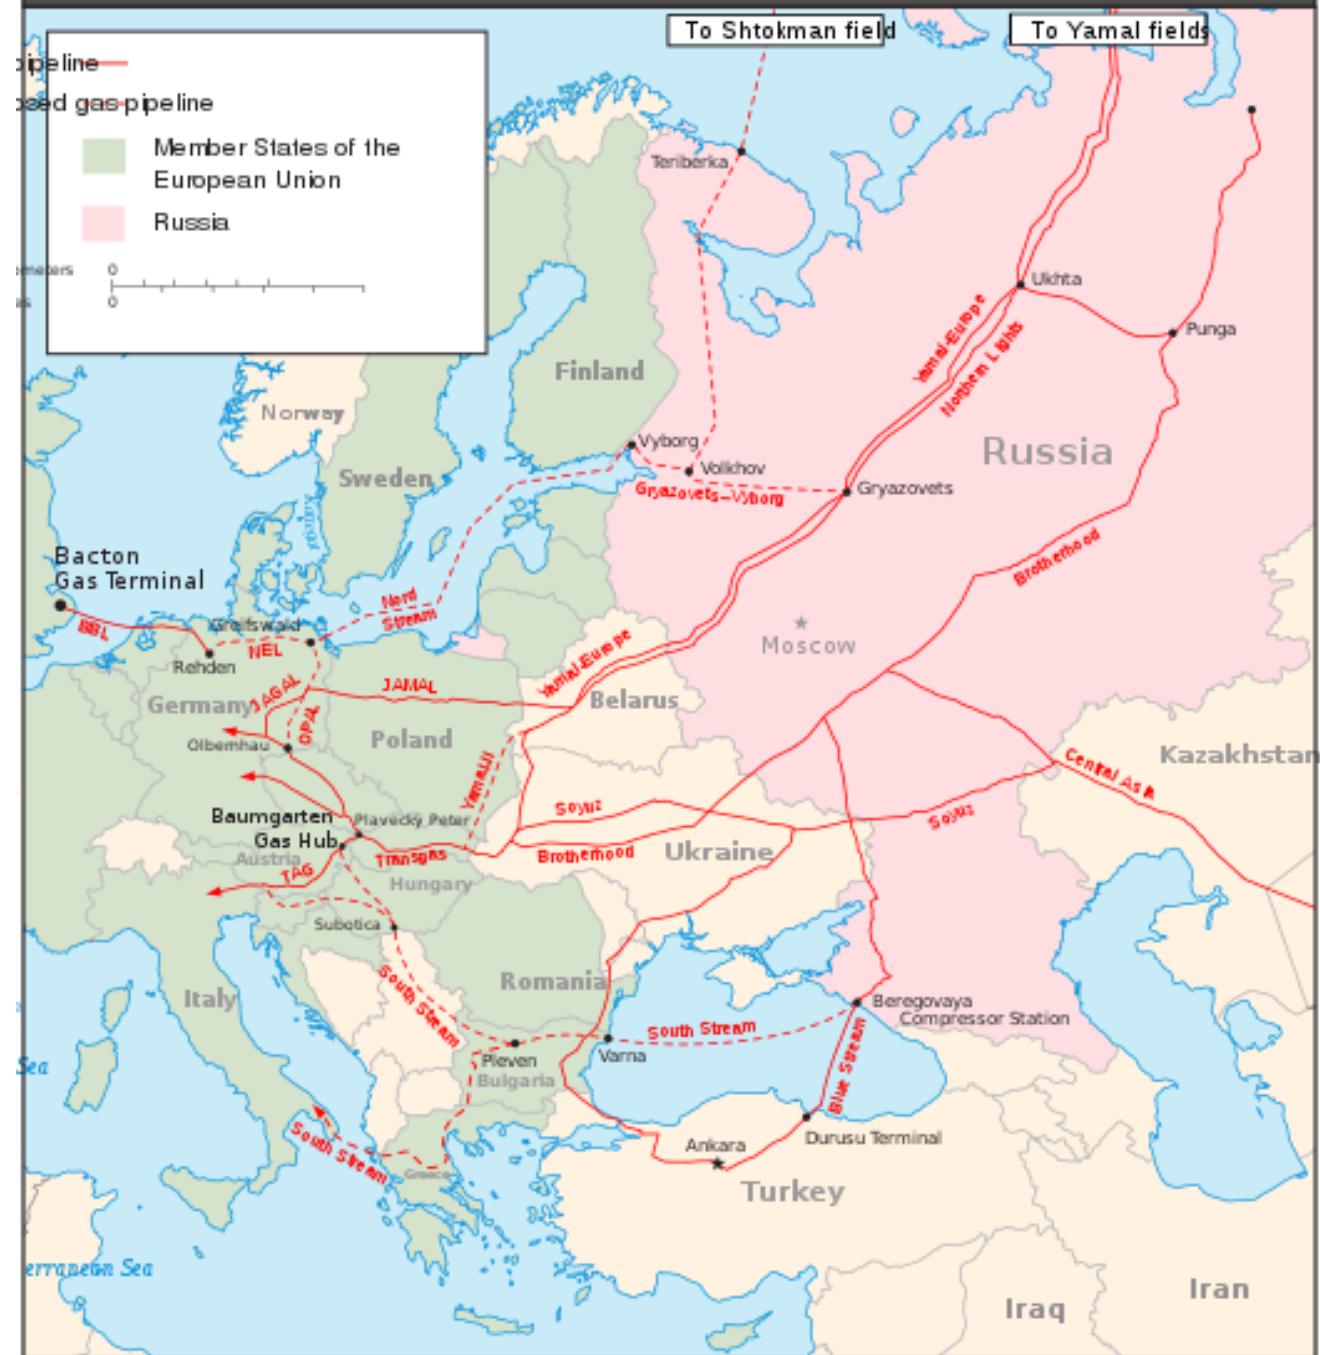 To Shtokman field
To Yamal fields
pipeline
osed gas pipeline
Member States of the
European Union
Russia
ometers
0
0
Teriberka
Ukhta
Punga
Yamal-Europe
Northern Lights
Finland
Norway
Sweden
Vyborg
Volkhov
Gryazovets–Vyborg
Gryazovets
Russia
Brotherhood
Bacton
Gas Terminal
BBL
Greifswald
Nord
Stream
NEL
Rehden
Moscow
Yamal-Europe
JAGAL
JAMAL
Germany
OPAL
Belarus
Olbernhau
Poland
Yamal II
Kazakhstan
Central Asia
Soyuz
Soyuz
Baumgarten
Gas Hub
Plavecky Peter
Brotherhood
Ukraine
Transgas
Austria
TAG
Hungary
Subotica
Romania
Italy
South Stream
Beregovaya
Compressor Station
South Stream
Varna
Pleven
Bulgaria
Blue Stream
South Stream
Ankara
Durusu Terminal
Greece
Turkey
Sea
erranean Sea
Iraq
Iran